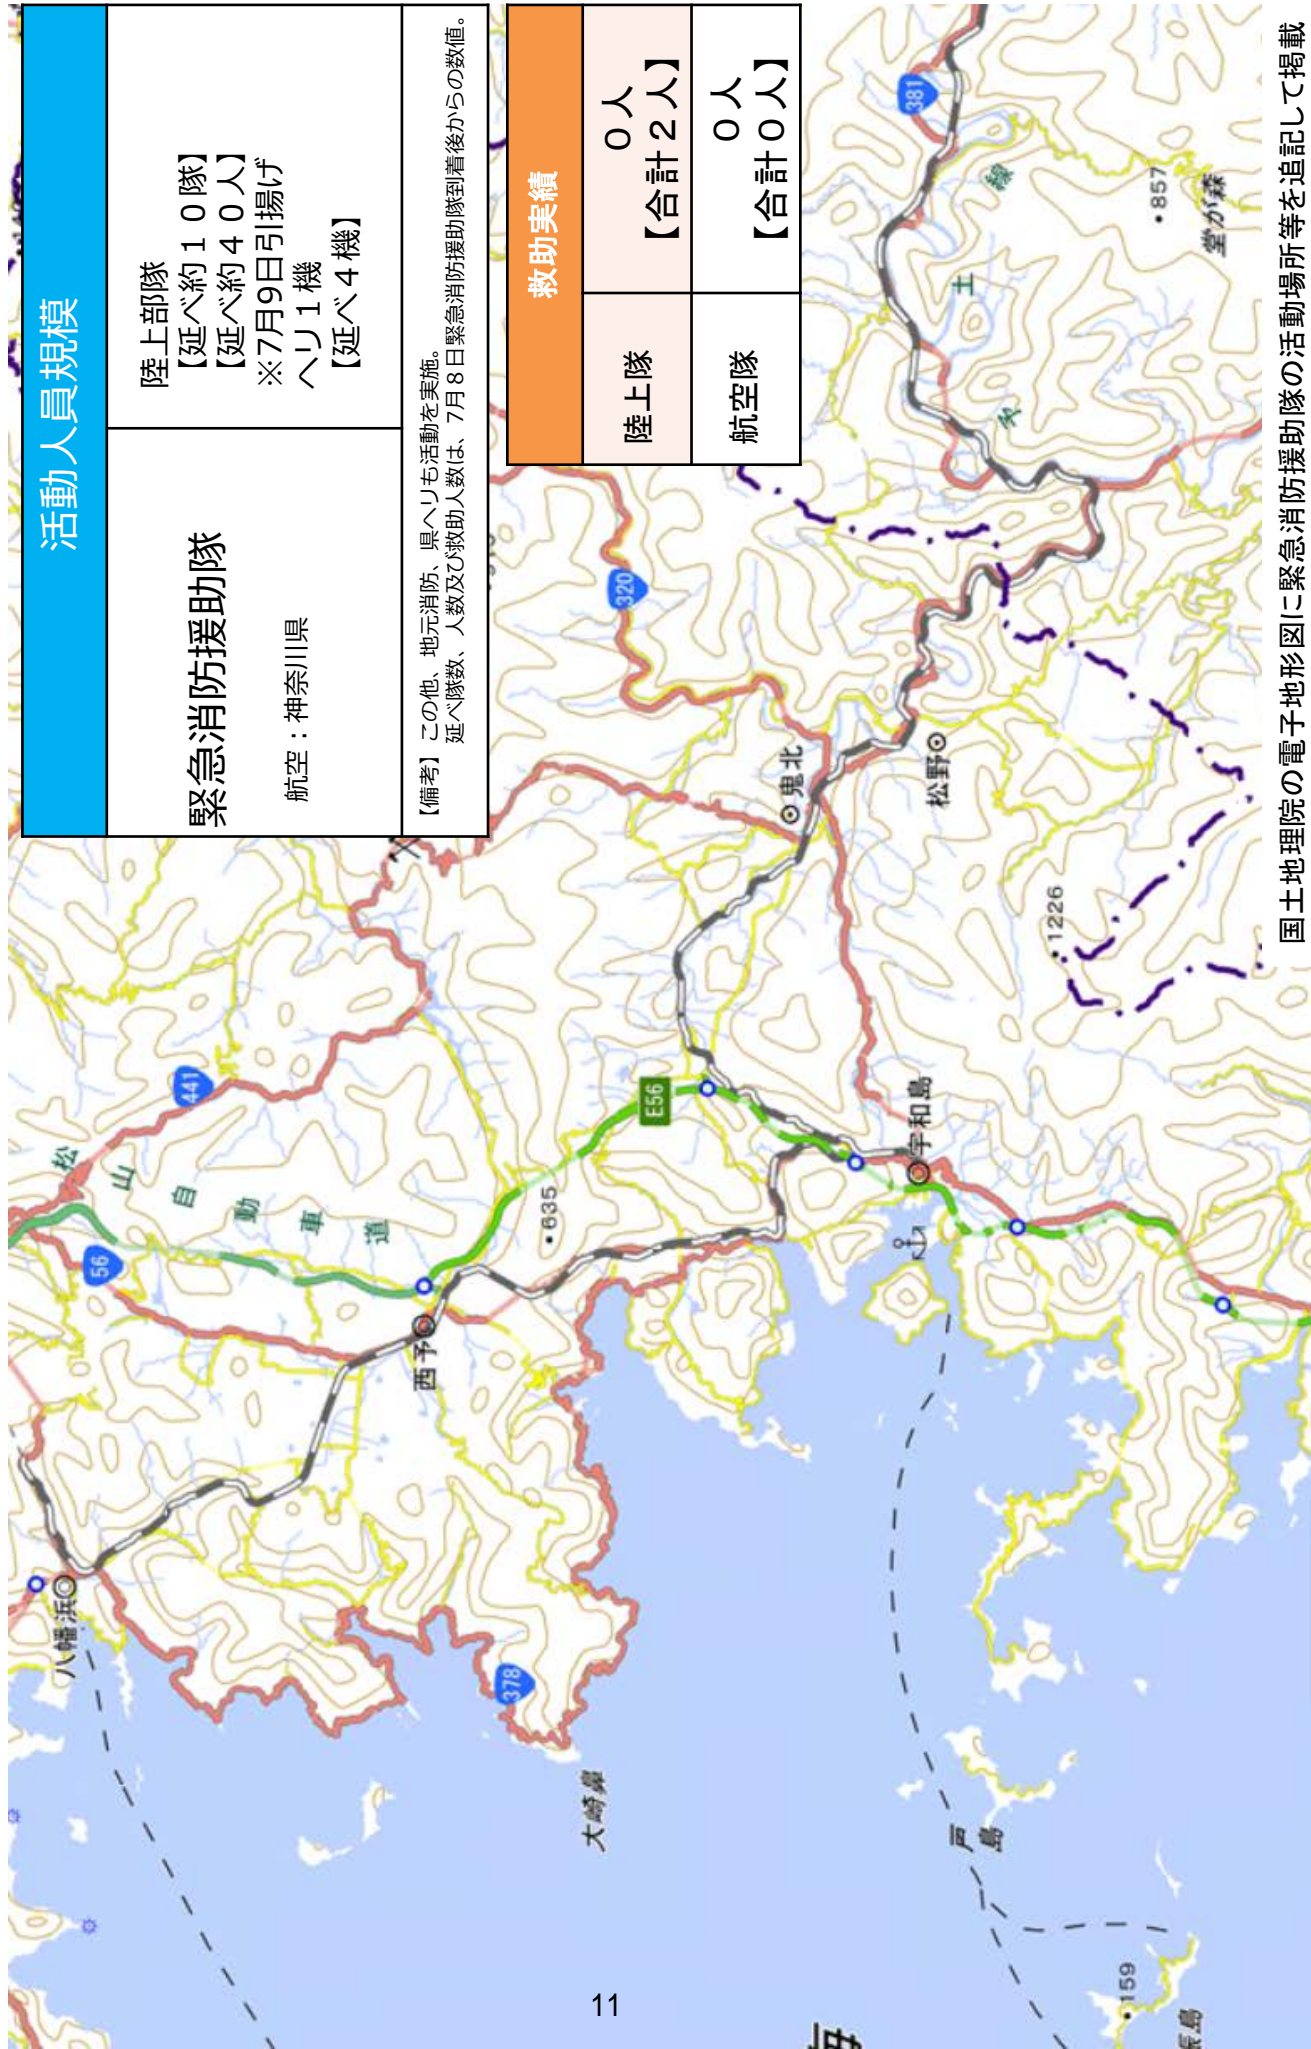 活動人員規模
緊急消防援助隊
航空：神奈川県
陸上部隊
【延べ約１０隊】
【延べ約４０人】
※7月9日引揚げ
ヘリ１機
【延べ４機】
【備考】 この他、地元消防、県ヘリも活動を実施。
延べ隊数、人数及び救助人数は、7月８日緊急消防援助隊到着後からの数値。
救助実績
陸上隊
０人
【合計２人】
航空隊
０人
【合計０人】
松山自動車道
441
56
E56
320
381
378
八幡浜
西予
宇和島
鬼北
松野
635
1226
857
堂が森
大崎鼻
戸島
159
国土地理院の電子地形図に緊急消防援助隊の活動場所等を追記して掲載
11